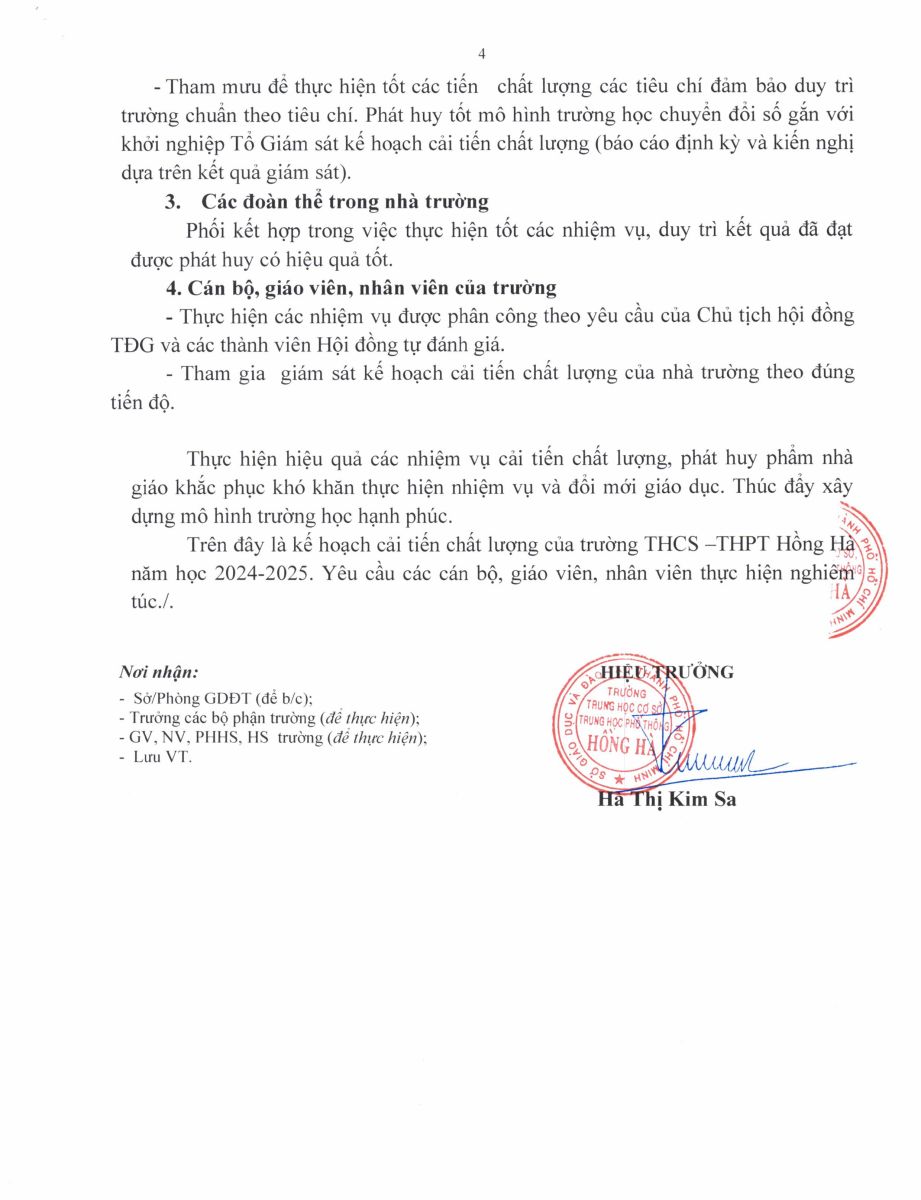 4
- Tham mưu để thực hiện tốt các tiến chất lượng các tiêu chí đảm bảo duy trì
trường chuẩn theo tiêu chí. Phát huy tốt mô hình trường học chuyển đổi số gắn với
khởi nghiệp Tổ Giám sát kế hoạch cải tiến chất lượng (báo cáo định kỳ và kiến nghị
dựa trên kết quả giám sát).
3. Các đoàn thể trong nhà trường
Phối kết hợp trong việc thực hiện tốt các nhiệm vụ, duy trì kết quả đã đạt
được phát huy có hiệu quả tốt.
4. Cán bộ, giáo viên, nhân viên của trường
- Thực hiện các nhiệm vụ được phân công theo yêu cầu của Chủ tịch hội đồng
TĐG và các thành viên Hội đồng tự đánh giá.
- Tham gia giám sát kế hoạch cải tiến chất lượng của nhà trường theo đúng
tiến độ.
Thực hiện hiệu quả các nhiệm vụ cải tiến chất lượng, phát huy phẩm nhà
giáo khắc phục khó khăn thực hiện nhiệm vụ và đổi mới giáo dục. Thúc đẩy xây
dựng mô hình trường học hạnh phúc.
Trên đây là kế hoạch cải tiến chất lượng của trường THCS –THPT Hồng Hà
năm học 2024-2025. Yêu cầu các cán bộ, giáo viên, nhân viên thực hiện nghiêm
túc./.
Nơi nhận:
- Sở/Phòng GDĐT (để b/c);
- Trưởng các bộ phận trường (để thực hiện);
- GV, NV, PHHS, HS trường (để thực hiện);
- Lưu VT.
HIỆU TRƯỞNG
SỞ GIÁO DỤC VÀ ĐÀO THÀNH PHỐ HỒ CHÍ MINH
TRƯỜNG
TRUNG HỌC CƠ SỞ
TRUNG HỌC PHỔ THÔNG
HỒNG HÀ
Hà Thị Kim Sa
PHỐ HỒ CHÍ MINH
HÀ